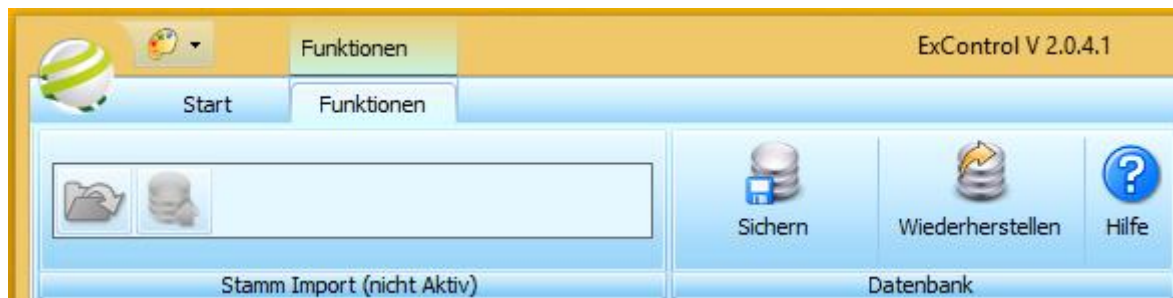 Funktionen ExControl V 2.0.4.1
Start Funktionen
Sichern Wiederherstellen Hilfe
Stamm Import (nicht Aktiv) Datenbank